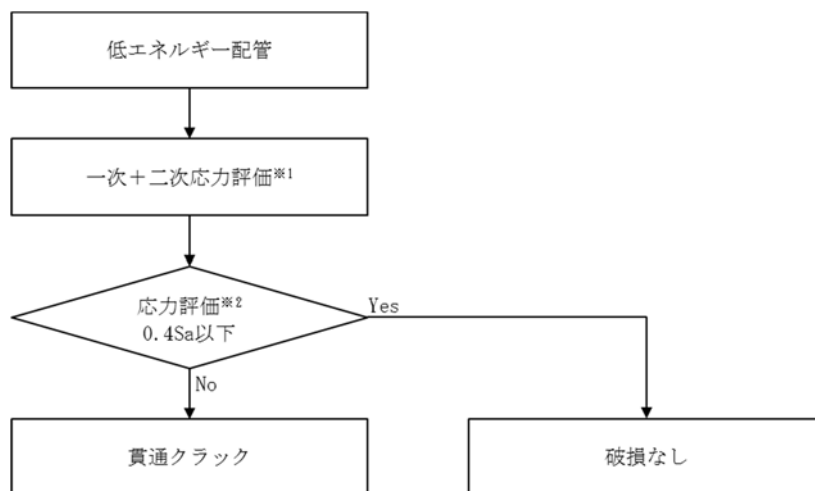 低エネルギー配管
一次＋二次応力評価※1
応力評価※2
0.4Sa以下
Yes
No
貫通クラック
破損なし